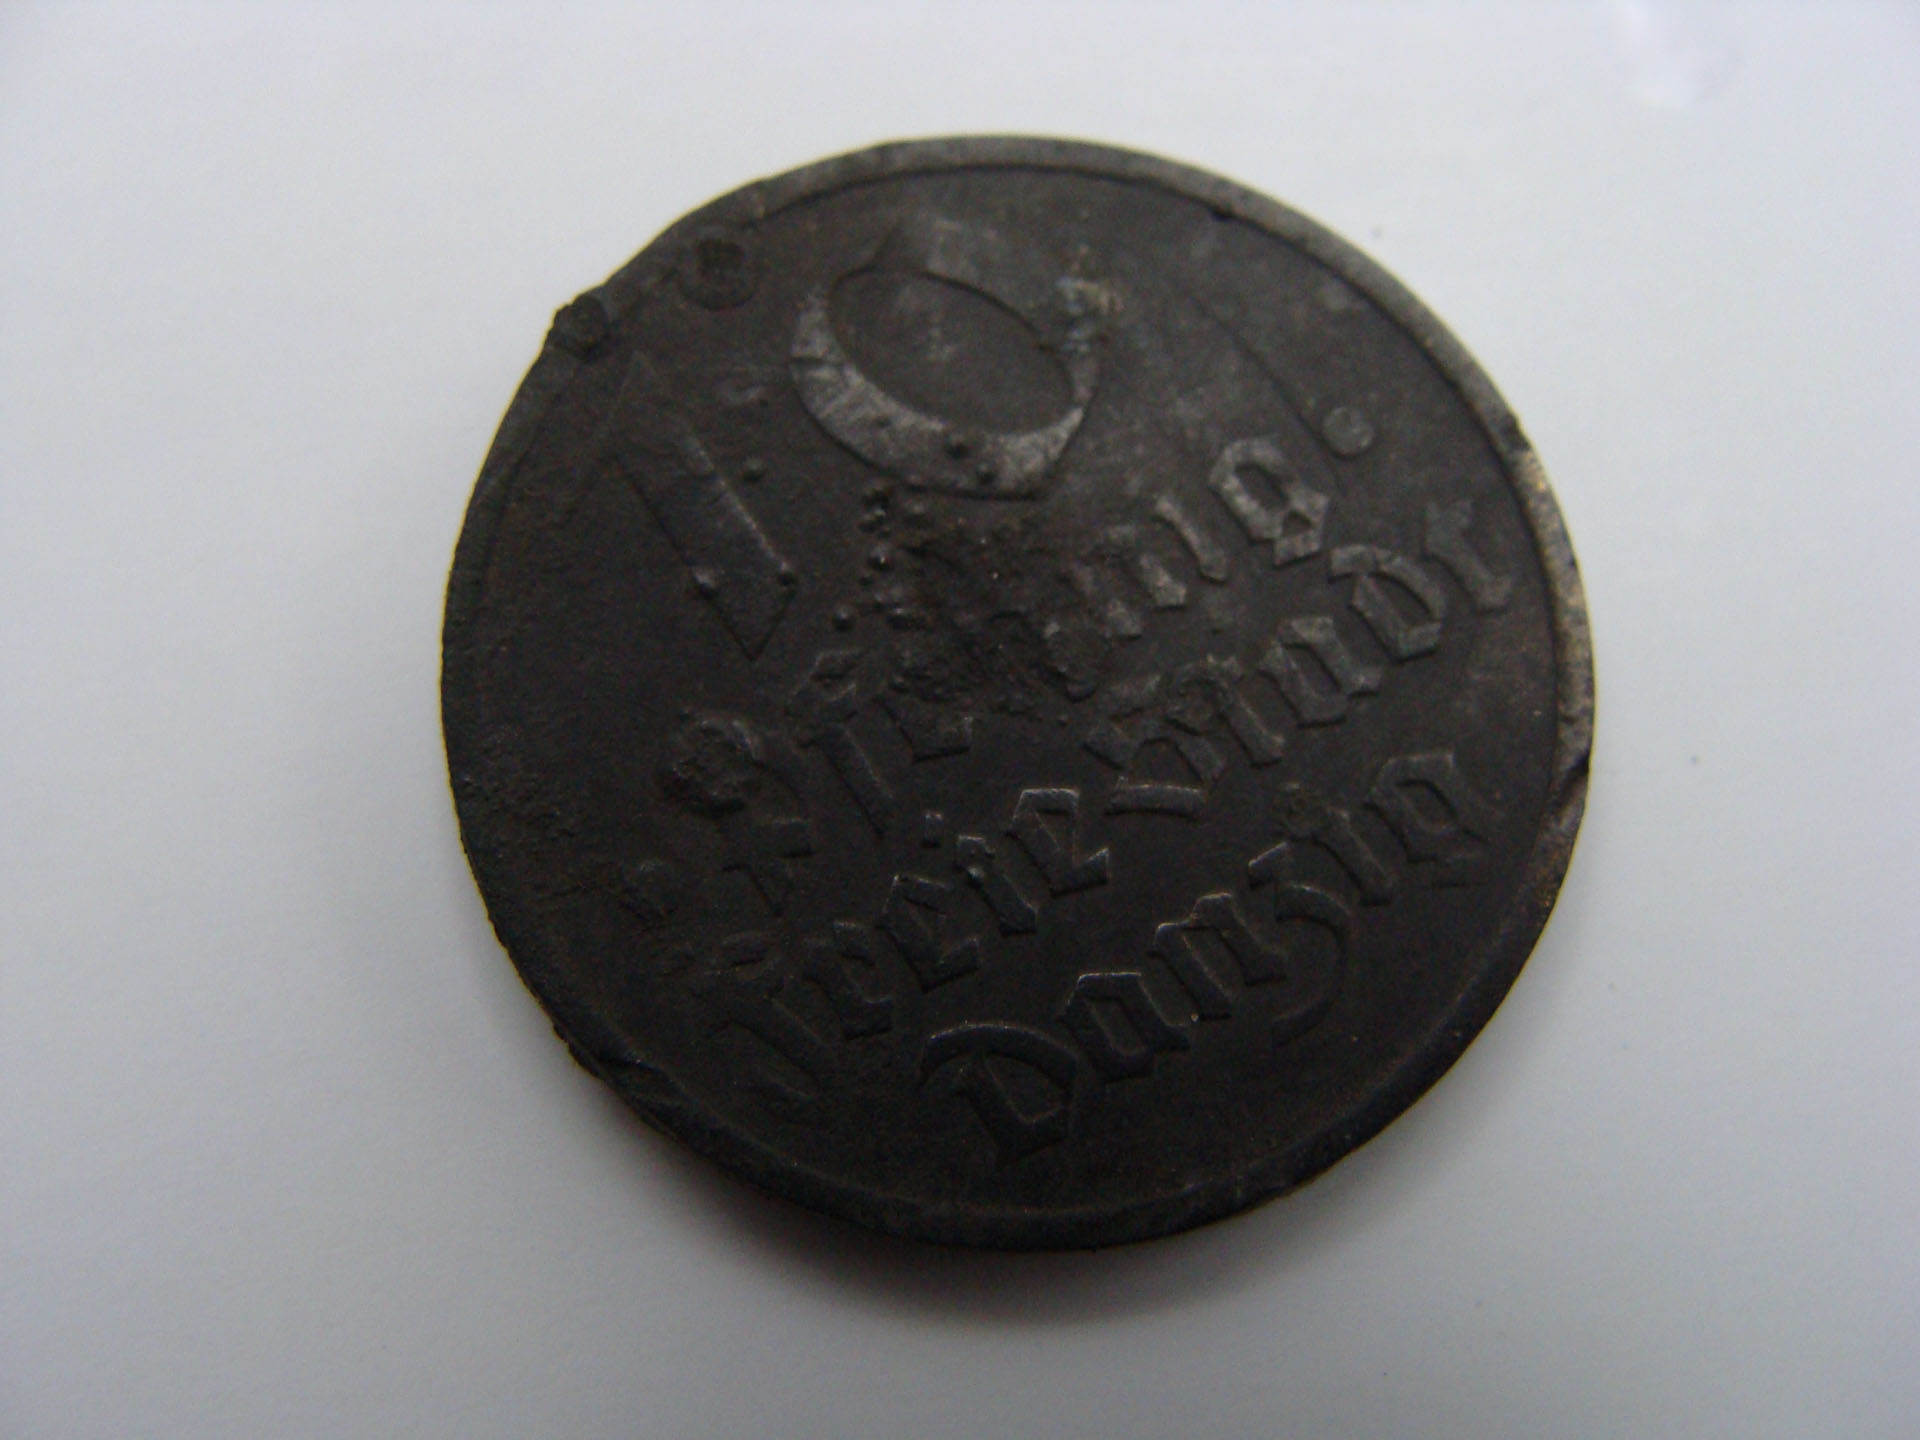 10
Pfennig.
Freie Stadt
Danzig